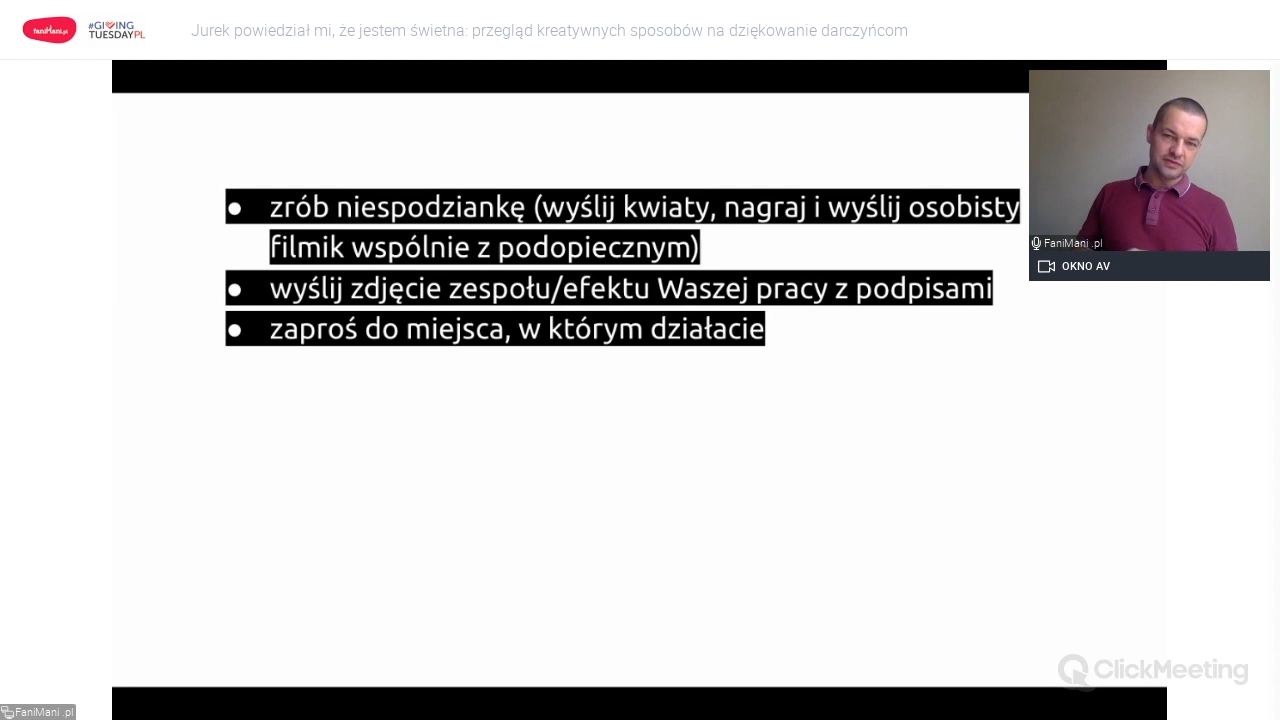 faniMani.pl
#GIVING
TUESDAYPL
Jurek powiedział mi, że jestem świetna: przegląd kreatywnych sposobów na dziękowanie darczyńcom
● zrób niespodziankę (wyślij kwiaty, nagraj i wyślij osobisty
filmik wspólnie z podopiecznym)
● wyślij zdjęcie zespołu/efektu Waszej pracy z podpisami
● zaproś do miejsca, w którym działacie
FaniMani .pl
OKNO AV
ClickMeeting
FaniMani .pl